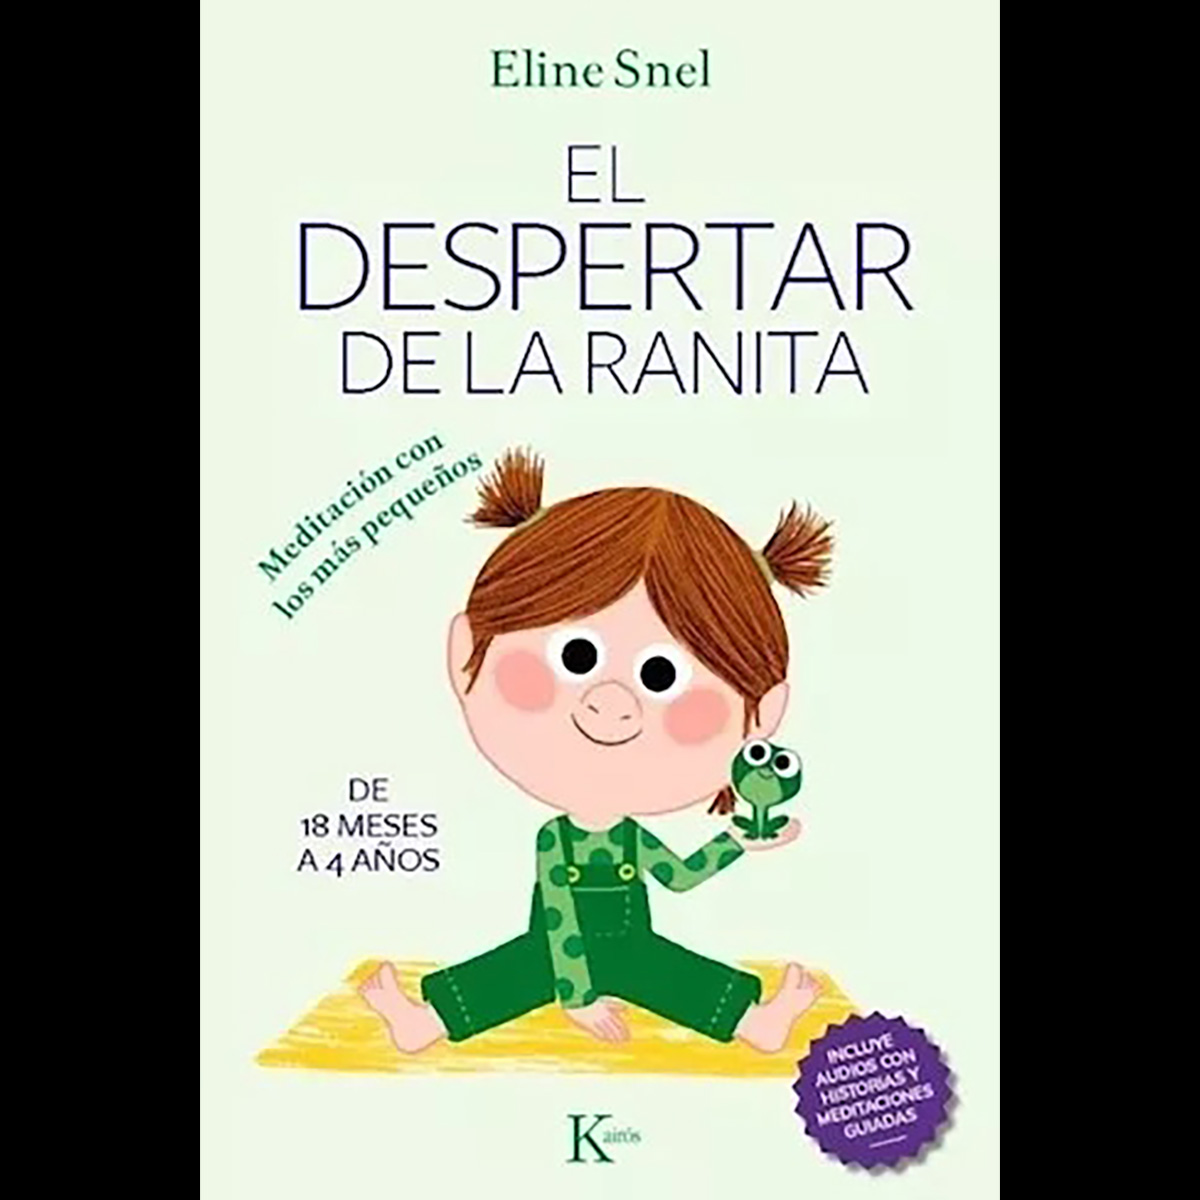 Eline Snel
EL
DESPERTAR
DE LA RANITA
Meditación con
los más pequeños
DE
18 MESES
A 4 AÑOS
INCLUYE
AUDIOS CON
HISTORIAS Y
MEDITACIONES
GUIADAS
Kairós